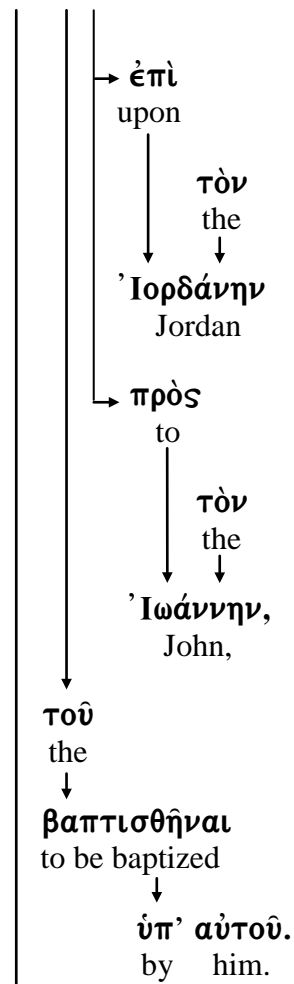 ἐπὶ
upon
τὸν
the
Ἰορδάνην
Jordan
πρὸς
to
τὸν
the
Ἰωάννην,
John,
τοῦ
the
βαπτισθῆναι
to be baptized
ὑπ’ αὐτοῦ.
by him.